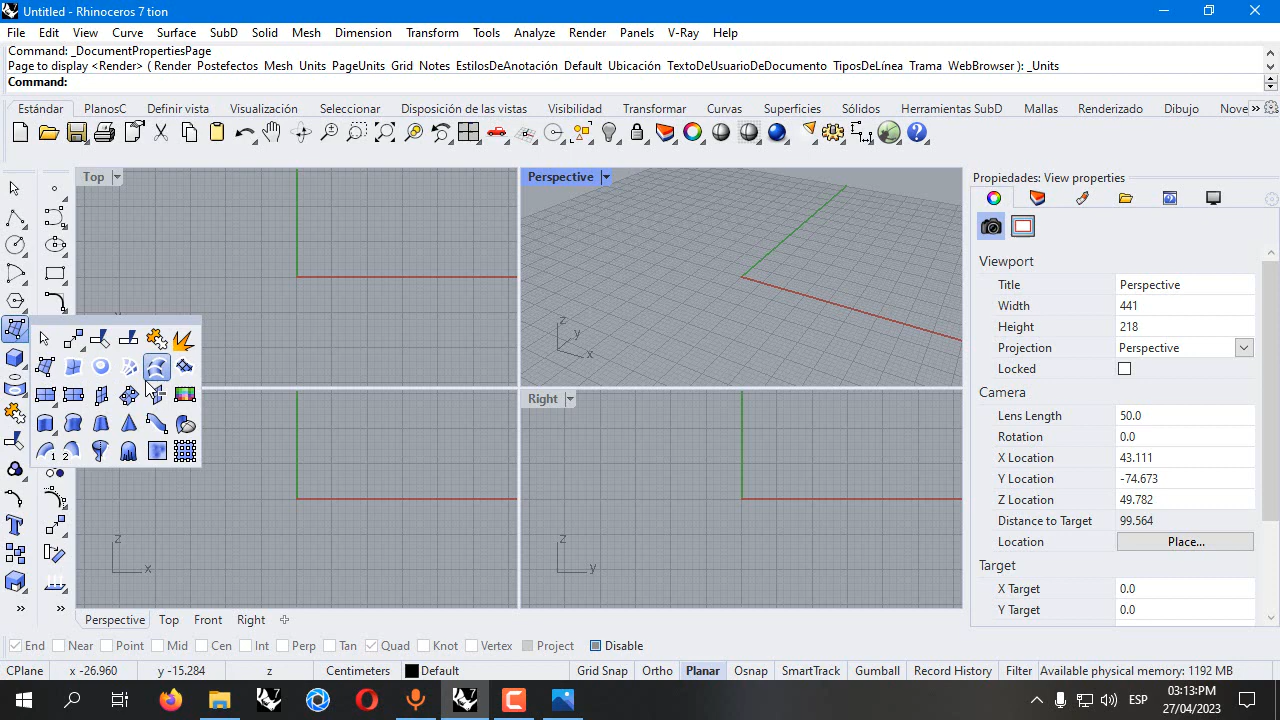 Untitled - Rhinoceros 7 tion
File Edit View Curve Surface SubD Solid Mesh Dimension Transform Tools Analyze Render Panels V-Ray Help
Command: _DocumentPropertiesPage
Page to display <Render> ( Render Postefectos Mesh Units PageUnits Grid Notes EstilosDeAnotación Default Ubicación TextoDeUsuarioDeDocumento TiposDeLínea Trama WebBrowser ): _Units
Command:
Estándar PlanosC Definir vista Visualización Seleccionar Disposición de las vistas Visibilidad Transformar Curvas Superficies Sólidos Herramientas SubD Mallas Renderizado Dibujo Nove »
Top
Perspective
Propiedades: View properties
Viewport
Title Perspective
Width 441
Height 218
Projection Perspective
Locked
Camera
Lens Length 50.0
Rotation 0.0
X Location 43.111
Y Location -74.673
Z Location 49.782
Distance to Target 99.564
Location Place...
Target
X Target 0.0
Y Target 0.0
z y x
1 2
Right
z x
z y
Perspective Top Front Right
End Near Point Mid Cen Int Perp Tan Quad Knot Vertex Project Disable
CPlane x -26.960 y -15.284 z Centimeters Default Grid Snap Ortho Planar Osnap SmartTrack Gumball Record History Filter Available physical memory: 1192 MB
ESP
03:13:PM
27/04/2023